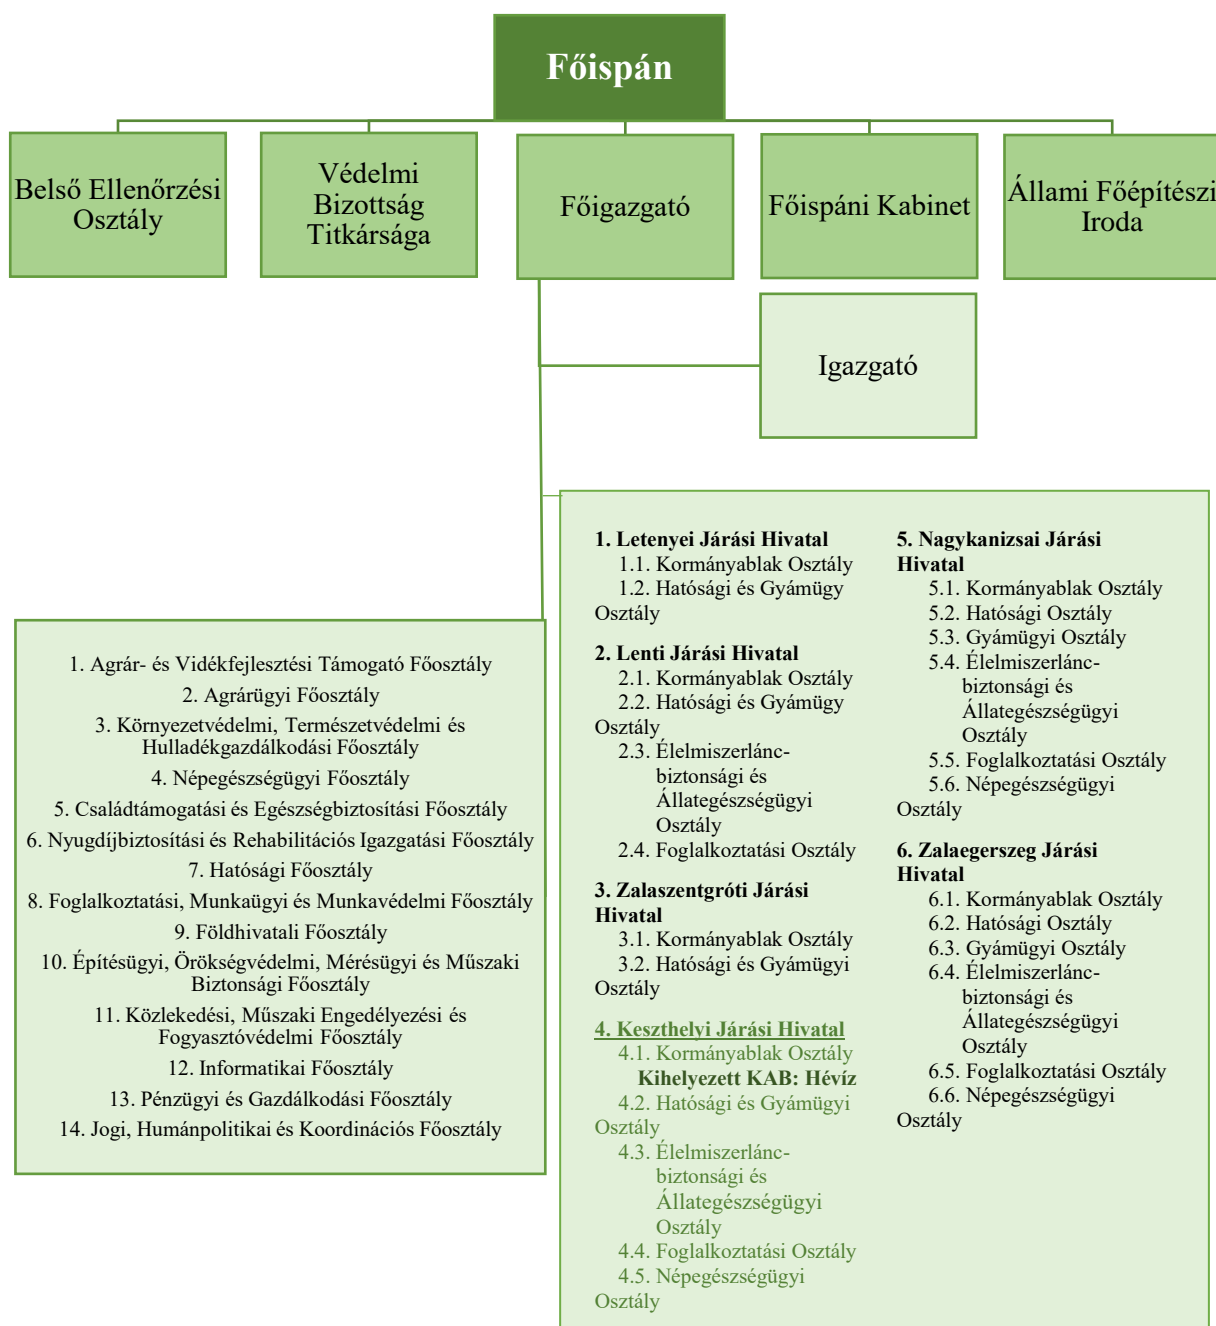 Főispán
Belső Ellenőrzési
Osztály
Védelmi
Bizottság
Titkársága
Főigazgató
Főispáni Kabinet
Állami Főépítészi
Iroda
Igazgató
1. Agrár- és Vidékfejlesztési Támogató Főosztály
2. Agrárügyi Főosztály
3. Környezetvédelmi, Természetvédelmi és
Hulladékgazdálkodási Főosztály
4. Népegészségügyi Főosztály
5. Családtámogatási és Egészségbiztosítási Főosztály
6. Nyugdíjbiztosítási és Rehabilitációs Igazgatási Főosztály
7. Hatósági Főosztály
8. Foglalkoztatási, Munkaügyi és Munkavédelmi Főosztály
9. Földhivatali Főosztály
10. Építésügyi, Örökségvédelmi, Mérésügyi és Műszaki
Biztonsági Főosztály
11. Közlekedési, Műszaki Engedélyezési és
Fogyasztóvédelmi Főosztály
12. Informatikai Főosztály
13. Pénzügyi és Gazdálkodási Főosztály
14. Jogi, Humánpolitikai és Koordinációs Főosztály
1. Letenyei Járási Hivatal
1.1. Kormányablak Osztály
1.2. Hatósági és Gyámügy
Osztály
2. Lenti Járási Hivatal
2.1. Kormányablak Osztály
2.2. Hatósági és Gyámügy
Osztály
2.3. Élelmiszerlánc-
biztonsági és
Állategészségügyi
Osztály
2.4. Foglalkoztatási Osztály
3. Zalaszentgróti Járási
Hivatal
3.1. Kormányablak Osztály
3.2. Hatósági és Gyámügyi
Osztály
4. Keszthelyi Járási Hivatal
4.1. Kormányablak Osztály
Kihelyezett KAB: Hévíz
4.2. Hatósági és Gyámügyi
Osztály
4.3. Élelmiszerlánc-
biztonsági és
Állategészségügyi
Osztály
4.4. Foglalkoztatási Osztály
4.5. Népegészségügyi
Osztály
5. Nagykanizsai Járási
Hivatal
5.1. Kormányablak Osztály
5.2. Hatósági Osztály
5.3. Gyámügyi Osztály
5.4. Élelmiszerlánc-
biztonsági és
Állategészségügyi
Osztály
5.5. Foglalkoztatási Osztály
5.6. Népegészségügyi
Osztály
6. Zalaegerszeg Járási
Hivatal
6.1. Kormányablak Osztály
6.2. Hatósági Osztály
6.3. Gyámügyi Osztály
6.4. Élelmiszerlánc-
biztonsági és
Állategészségügyi
Osztály
6.5. Foglalkoztatási Osztály
6.6. Népegészségügyi
Osztály